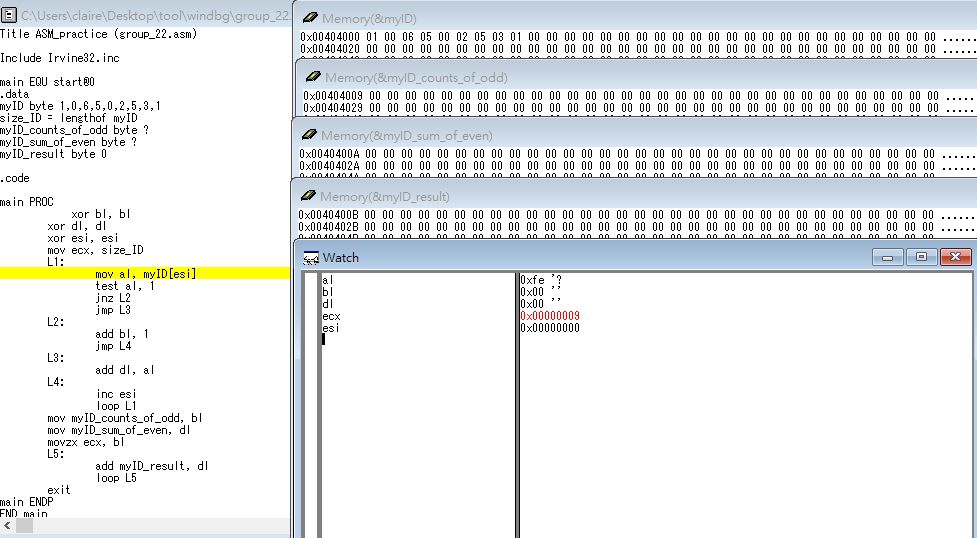 C:\Users\claire\Desktop\tool\windbg\group_22.
Title ASM_practice (group_22.asm)
Include Irvine32.inc
main EQU start@0
.data
myID byte 1,0,6,5,0,2,5,3,1
size_ID = lengthof myID
myID_counts_of_odd byte ?
myID_sum_of_even byte ?
myID_result byte 0
.code
main PROC
xor bl, bl
xor dl, dl
xor esi, esi
mov ecx, size_ID
L1:
mov al, myID[esi]
test al, 1
jnz L2
jmp L3
L2:
add bl, 1
jmp L4
L3:
add dl, al
L4:
inc esi
loop L1
mov myID_counts_of_odd, bl
mov myID_sum_of_even, dl
movzx ecx, bl
L5:
add myID_result, dl
loop L5
exit
main ENDP
END main
Memory(&myID)
0x00404000 01 00 06 05 00 02 05 03 01 00 00 00 00 00 00 00 00 00 00 00 00 00 00 00 00 00 00 00 00 00 00 00 ......
0x00404020 00 00 00 00 00 00 00 00 00 00 00 00 00 00 00 00 00 00 00 00 00 00 00 00 00 00 00 00 00 00 00 00 ......
Memory(&myID_counts_of_odd)
0x00404009 00 00 00 00 00 00 00 00 00 00 00 00 00 00 00 00 00 00 00 00 00 00 00 00 00 00 00 00 00 00 00 00 ......
0x00404029 00 00 00 00 00 00 00 00 00 00 00 00 00 00 00 00 00 00 00 00 00 00 00 00 00 00 00 00 00 00 00 00 ......
Memory(&myID_sum_of_even)
0x0040400A 00 00 00 00 00 00 00 00 00 00 00 00 00 00 00 00 00 00 00 00 00 00 00 00 00 00 00 00 00 00 00 00 ......
0x0040402A 00 00 00 00 00 00 00 00 00 00 00 00 00 00 00 00 00 00 00 00 00 00 00 00 00 00 00 00 00 00 00 00 ......
Memory(&myID_result)
0x0040400B 00 00 00 00 00 00 00 00 00 00 00 00 00 00 00 00 00 00 00 00 00 00 00 00 00 00 00 00 00 00 00 00 ......
0x0040402B 00 00 00 00 00 00 00 00 00 00 00 00 00 00 00 00 00 00 00 00 00 00 00 00 00 00 00 00 00 00 00 00 ......
Watch
al 0xfe '?
bl 0x00 ''
dl 0x00 ''
ecx 0x00000009
esi 0x00000000